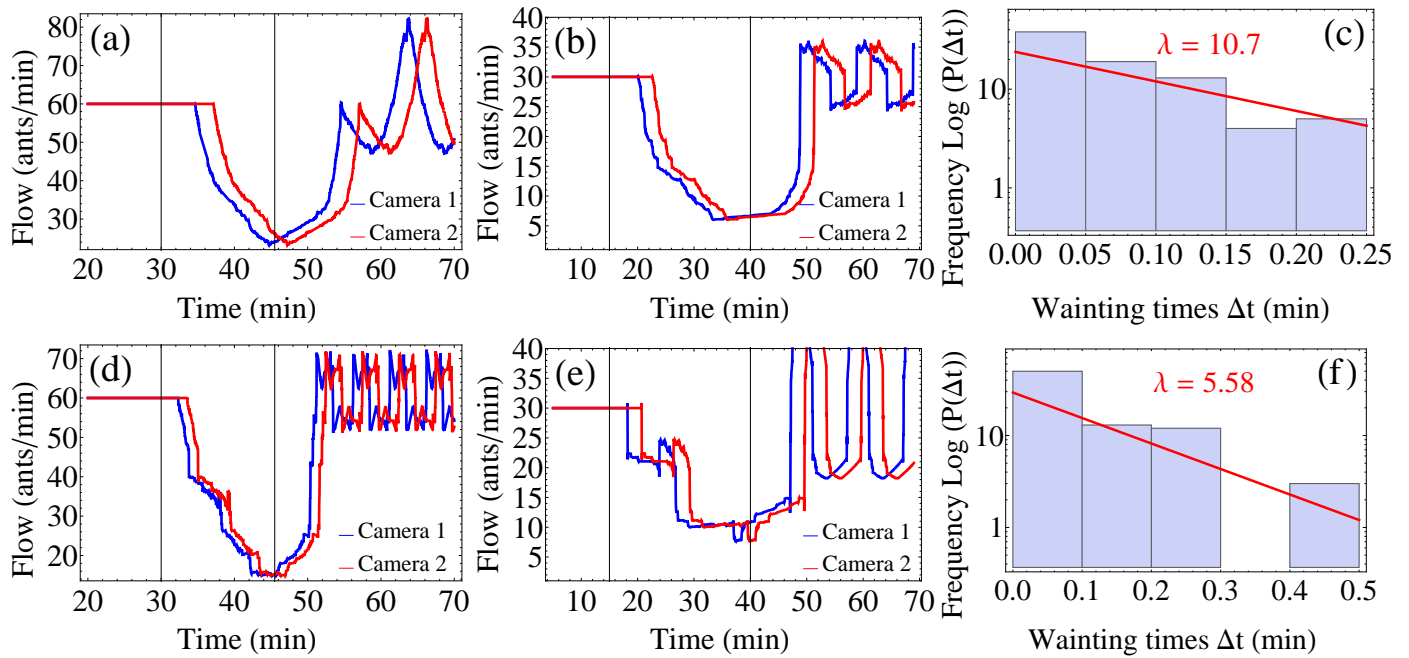 (a)
80
70
60
50
40
30
Flow (ants/min)
Camera 1
Camera 2
20 30 40 50 60 70
Time (min)
(b)
40
35
30
25
20
15
10
5
Flow (ants/min)
Camera 1
Camera 2
10 20 30 40 50 60 70
Time (min)
(c)
λ = 10.7
10
1
Frequency Log (P(Δt))
0.00 0.05 0.10 0.15 0.20 0.25
Wainting times Δt (min)
(d)
70
60
50
40
30
20
Flow (ants/min)
Camera 1
Camera 2
20 30 40 50 60 70
Time (min)
(e)
40
35
30
25
20
15
10
5
Flow (ants/min)
Camera 1
Camera 2
10 20 30 40 50 60 70
Time (min)
(f)
λ = 5.58
10
1
Frequency Log (P(Δt))
0.0 0.1 0.2 0.3 0.4 0.5
Wainting times Δt (min)